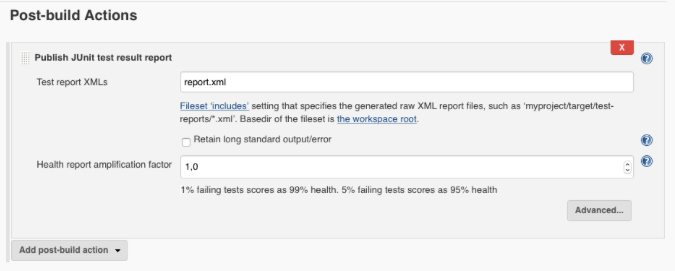 Post-build Actions
X
Publish JUnit test result report
Test report XMLs
report.xml
Fileset 'includes' setting that specifies the generated raw XML report files, such as 'myproject/target/test-
reports/*.xml'. Basedir of the fileset is the workspace root.
Retain long standard output/error
Health report amplification factor
1,0
1% failing tests scores as 99% health. 5% failing tests scores as 95% health
Advanced...
Add post-build action